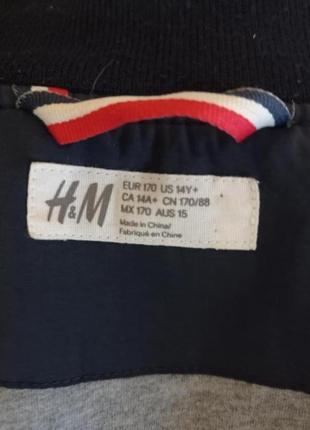 H&M
EUR 170 US 14Y+
CA 14A+ CN 170/88
MX 170 AUS 15
Made in China/
Fabriqué en Chine